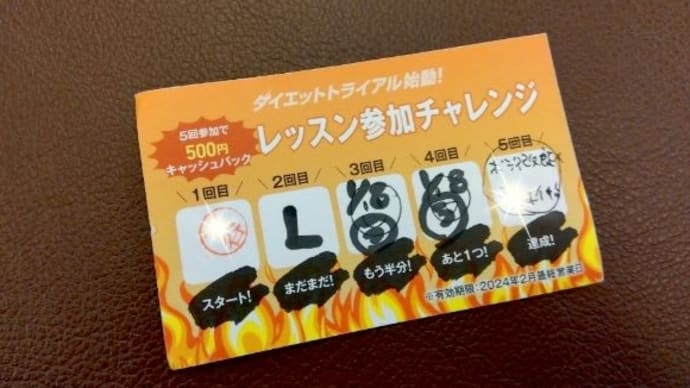 ダイエットトライアル始動!
レッスン参加チャレンジ
5回参加で
500円
キャッシュバック
1回目
2回目
3回目
4回目
5回目
L
1/16
1/18
スタート!
まだまだ!
もう半分!
あと1つ!
達成!
※有効期限:2024年2月最終営業日